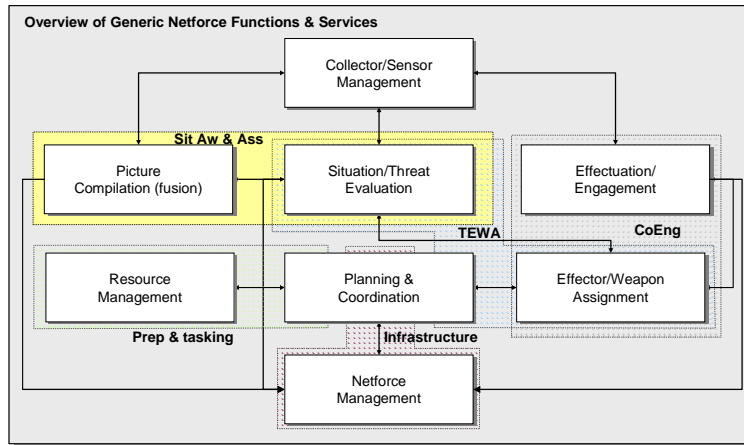 Overview of Generic Netforce Functions & Services
Collector/Sensor
Management
Sit Aw & Ass
Picture
Compilation (fusion)
Situation/Threat
Evaluation
Effectuation/
Engagement
TEWA
CoEng
Resource
Management
Planning &
Coordination
Effector/Weapon
Assignment
Prep & tasking
Infrastructure
Netforce
Management